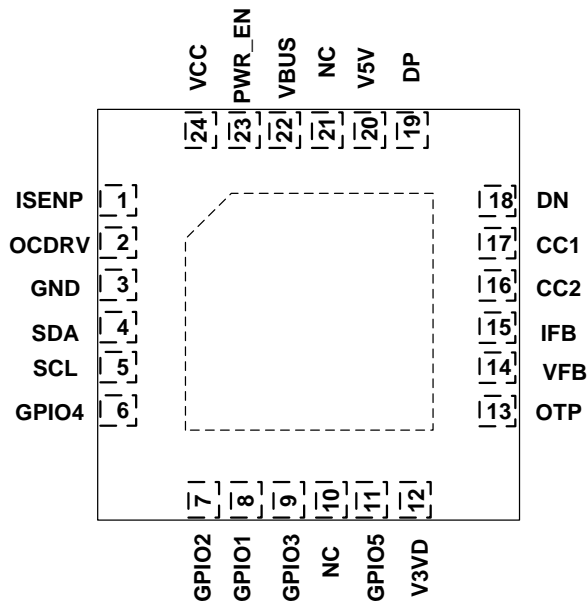 VCC
PWR_EN
VBUS
NC
V5V
DP
24
23
22
21
20
19
ISENP 1
OCDRV 2
GND 3
SDA 4
SCL 5
GPIO4 6
18 DN
17 CC1
16 CC2
15 IFB
14 VFB
13 OTP
7
8
9
10
11
12
GPIO2
GPIO1
GPIO3
NC
GPIO5
V3VD